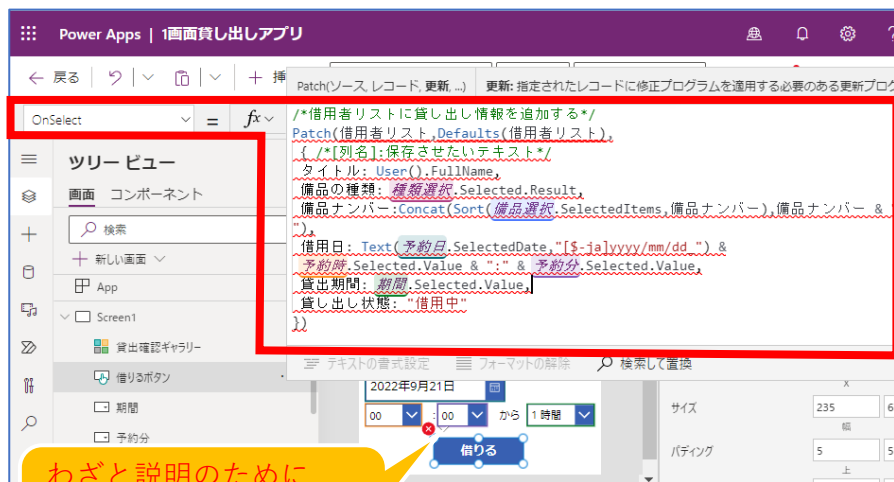 Power Apps | 1画面貸し出しアプリ
← 戻る
+ 挿
Patch(ソース, レコード, 更新, ...) 更新: 指定されたレコードに修正プログラムを適用する必要のある更新プログ
OnSelect
=
fx
/*借用者リストに貸し出し情報を追加する*/
Patch(借用者リスト,Defaults(借用者リスト),
{ /*[列名]:保存させたいテキスト*/
タイトル: User().FullName,
備品の種類: 種類選択.Selected.Result,
備品ナンバー:Concat(Sort(備品選択.SelectedItems,備品ナンバー),備品ナンバー & "
"),
借用日: Text(予約日.SelectedDate,"[$-ja]yyyy/mm/dd_") &
予約時.Selected.Value & ":" & 予約分.Selected.Value,
貸出期間: 期間.Selected.Value,
貸し出し状態: "借用中"
})
ツリー ビュー
画面 コンポーネント
検索
+ 新しい画面
App
Screen1
貸出確認ギャラリー
借りるボタン
期間
予約分
テキストの書式設定 フォーマットの解除 検索して置換
2022年9月21日
00 : 00 から 1時間
借りる
X
サイズ 235 6
幅
パディング 5 5
上
わざと説明のために